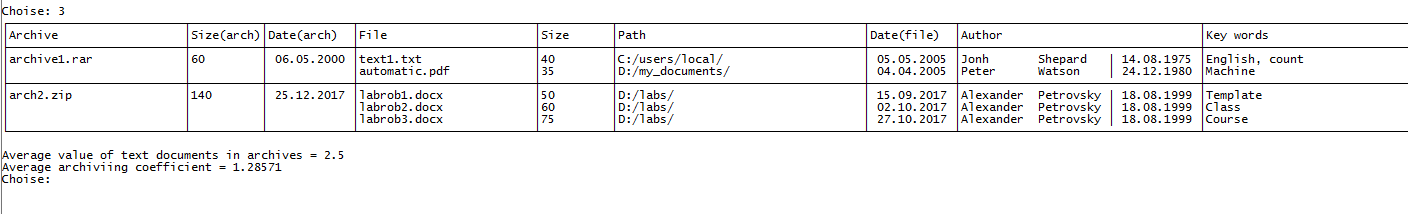 Choise: 3
Archive Size(arch) Date(arch) File Size Path Date(file) Author Key words
archive1.rar 60 06.05.2000 text1.txt 40 C:/users/local/ 05.05.2005 Jonh Shepard | 14.08.1975 English, count
automatic.pdf 35 D:/my_documents/ 04.04.2005 Peter Watson | 24.12.1980 Machine
arch2.zip 140 25.12.2017 labrob1.docx 50 D:/labs/ 15.09.2017 Alexander Petrovsky | 18.08.1999 Template
labrob2.docx 60 D:/labs/ 02.10.2017 Alexander Petrovsky | 18.08.1999 Class
labrob3.docx 75 D:/labs/ 27.10.2017 Alexander Petrovsky | 18.08.1999 Course
Average value of text documents in archives = 2.5
Average archiviing coefficient = 1.28571
Choise: